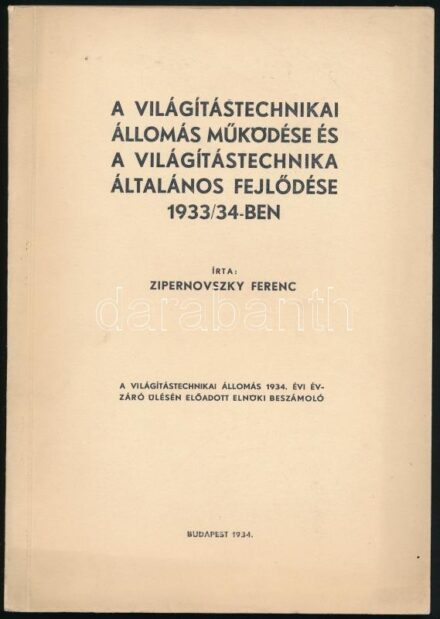 A VILÁGÍTÁSTECHNIKAI
ÁLLOMÁS MŰKÖDÉSE ÉS
A VILÁGÍTÁSTECHNIKA
ÁLTALÁNOS FEJLŐDÉSE
1933/34-BEN
ÍRTA:
ZIPERNOVSZKY FERENC
darabanth
A VILÁGÍTÁSTECHNIKAI ÁLLOMÁS 1934. ÉVI ÉV-
ZÁRÓ ÜLÉSÉN ELŐADOTT ELNÖKI BESZÁMOLÓ
BUDAPEST 1934.